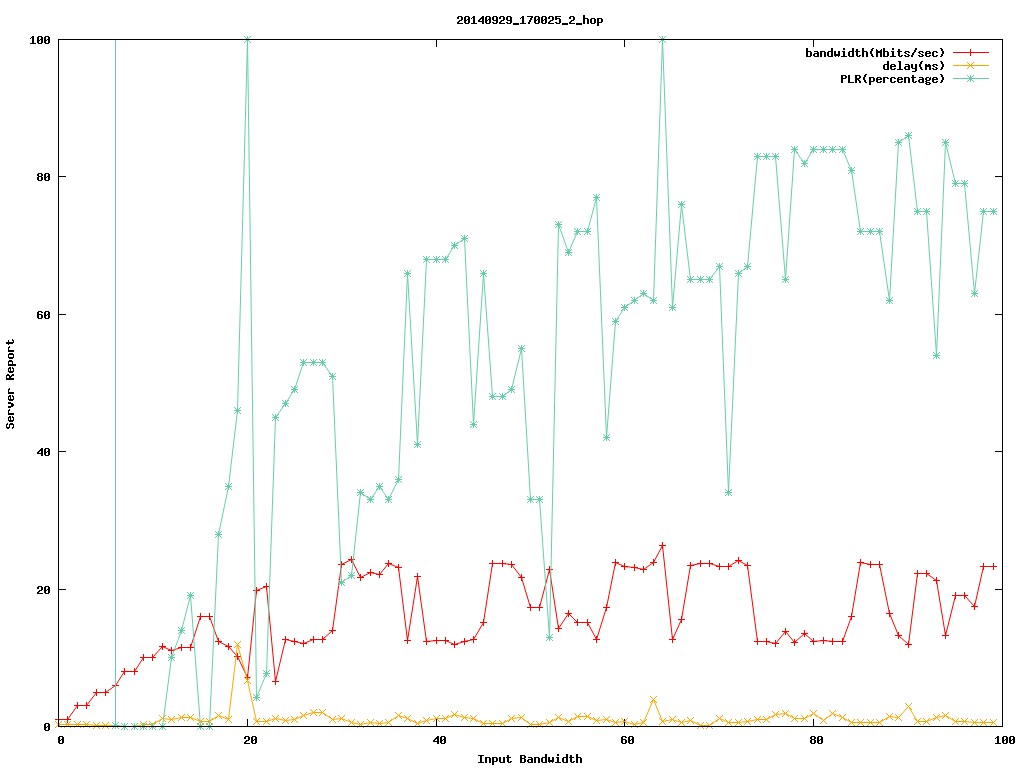 20140929_170025_2_hop
bandwidth(Mbits/sec)
delay(ms)
PLR(percentage)
100
80
60
40
20
0
Server Report
0 20 40 60 80 100
Input Bandwidth